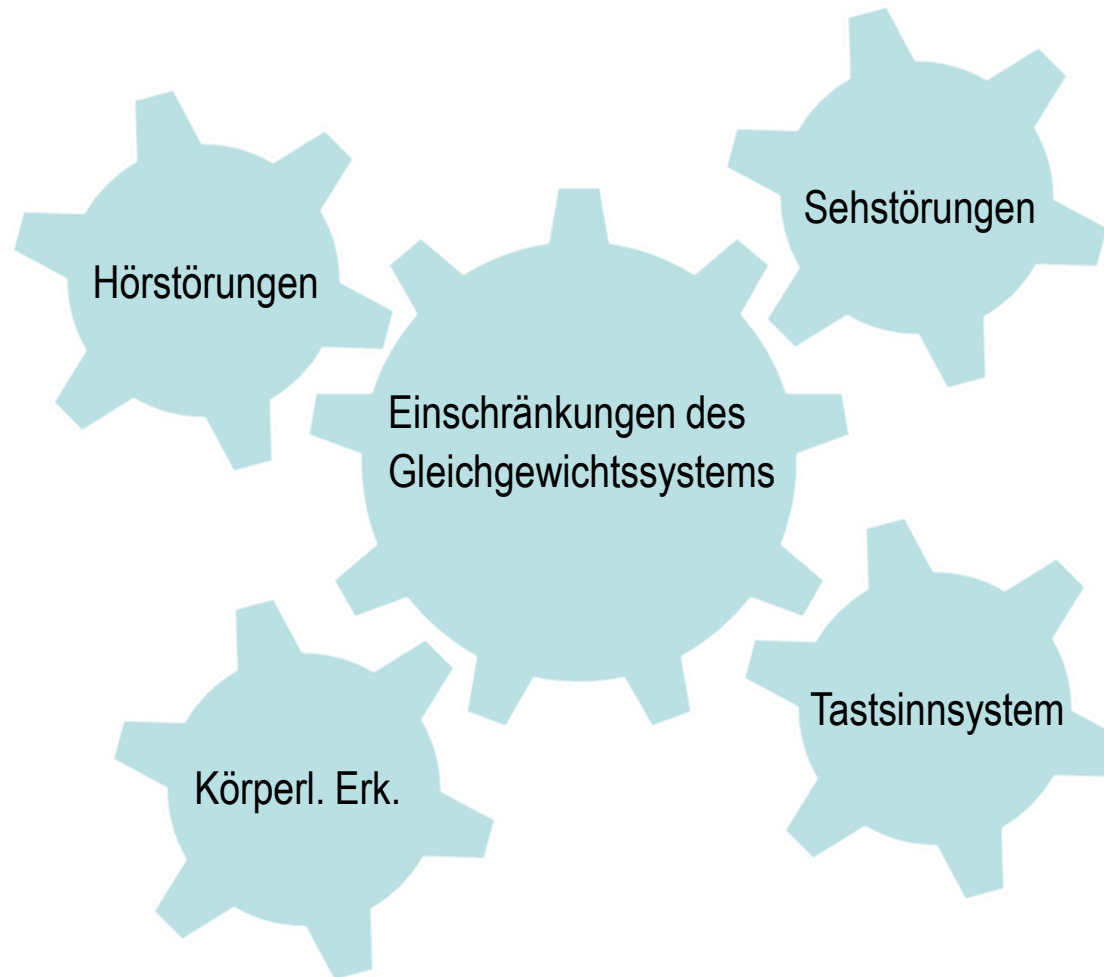 Sehstörungen
Hörstörungen
Einschränkungen des
Gleichgewichtssystems
Tastsinnsystem
Körperl. Erk.